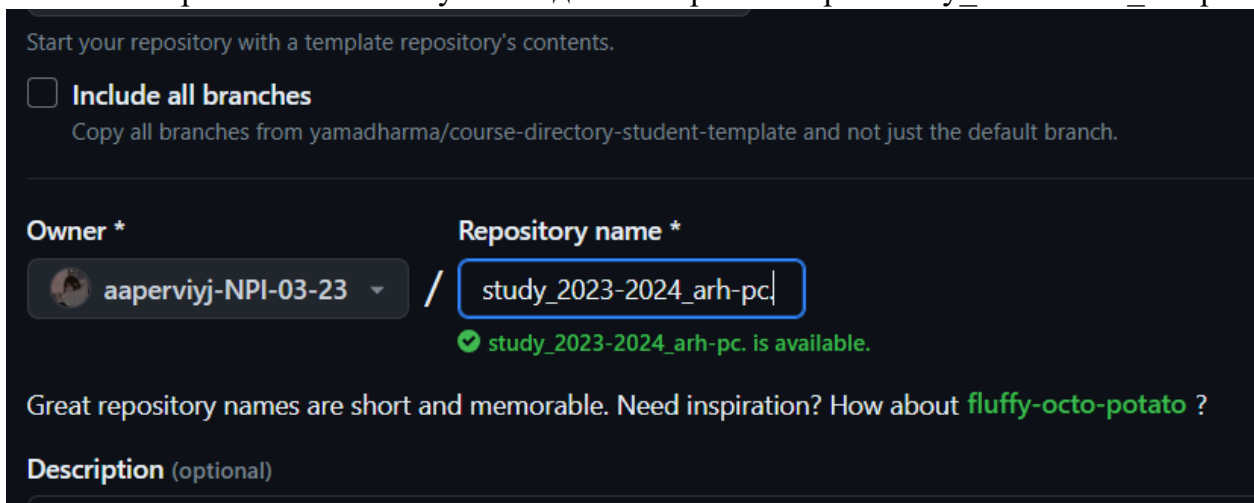 Start your repository with a template repository's contents.
Include all branches
Copy all branches from yamadharma/course-directory-student-template and not just the default branch.
Owner * Repository name *
aaperviyj-NPI-03-23 / study_2023-2024_arh-pc.
study_2023-2024_arh-pc. is available.
Great repository names are short and memorable. Need inspiration? How about fluffy-octo-potato ?
Description (optional)